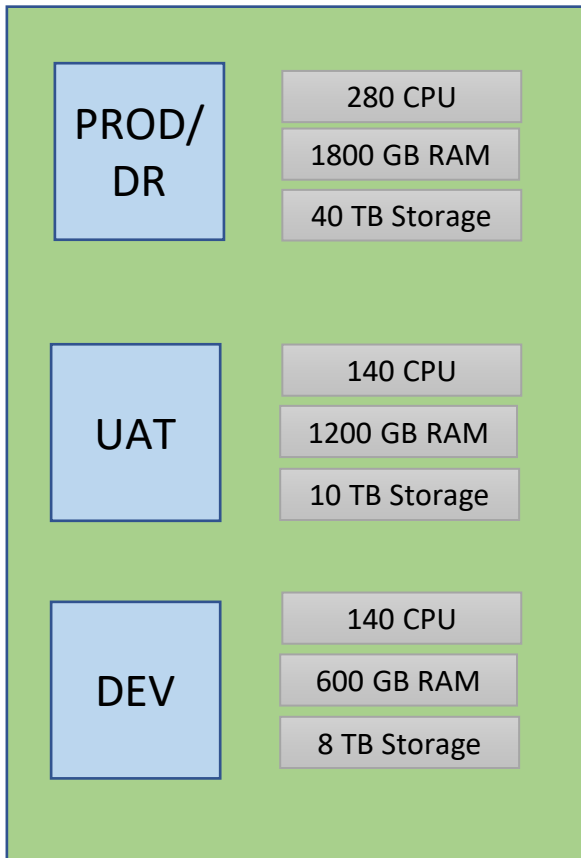 PROD/
DR
280 CPU
1800 GB RAM
40 TB Storage
UAT
140 CPU
1200 GB RAM
10 TB Storage
DEV
140 CPU
600 GB RAM
8 TB Storage